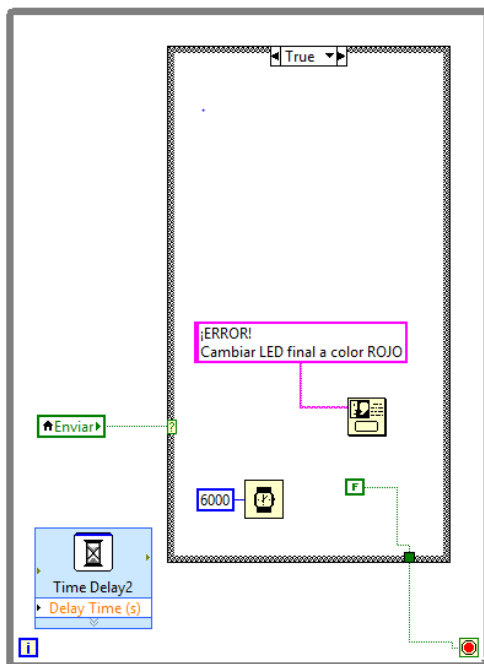 True
¡ERROR!
Cambiar LED final a color ROJO
Enviar
?
6000
F
Time Delay2
Delay Time (s)
i